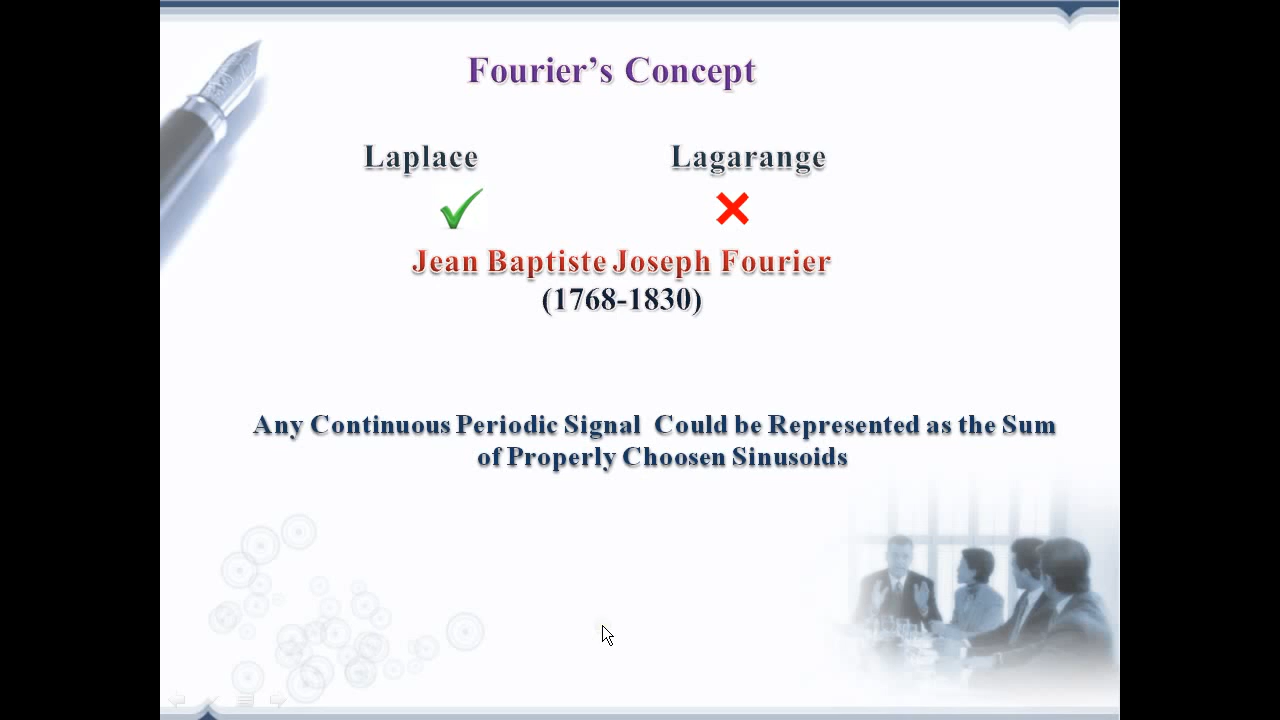 Fourier's Concept
Laplace Lagarange
Jean Baptiste Joseph Fourier
(1768-1830)
Any Continuous Periodic Signal Could be Represented as the Sum
of Properly Choosen Sinusoids